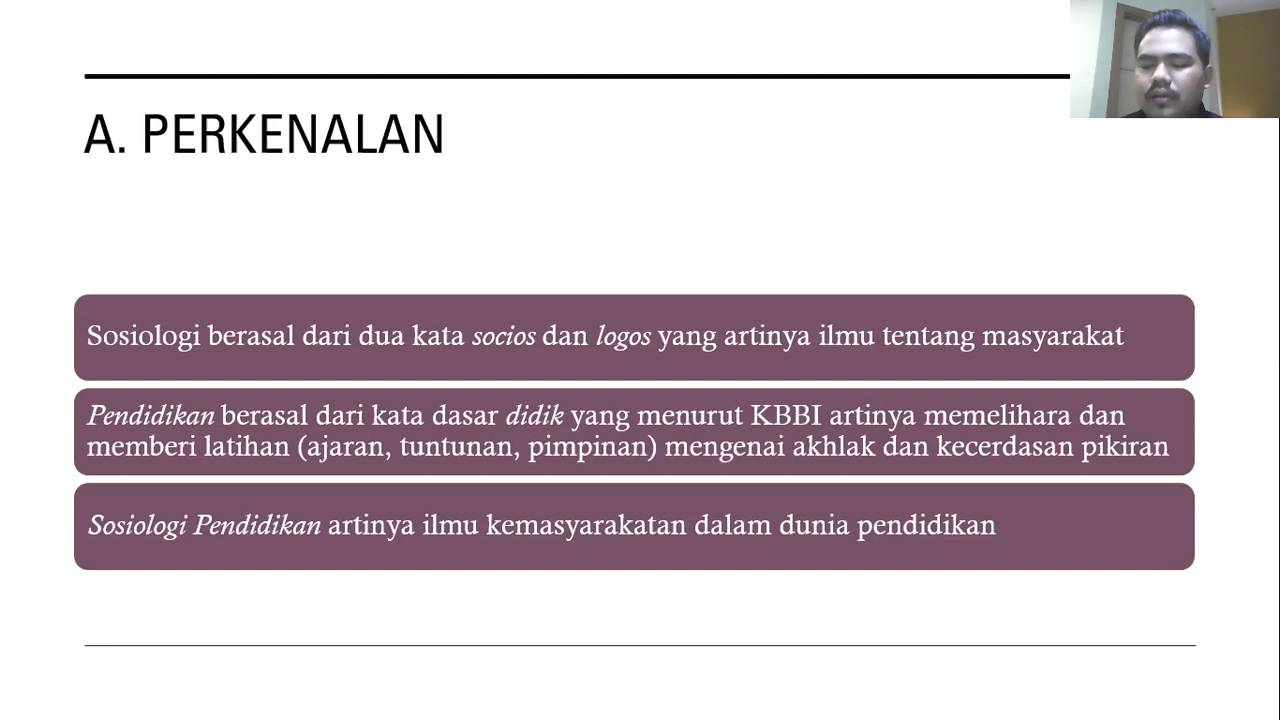 A. PERKENALAN
Sosiologi berasal dari dua kata socios dan logos yang artinya ilmu tentang masyarakat
Pendidikan berasal dari kata dasar didik yang menurut KBBI artinya memelihara dan
memberi latihan (ajaran, tuntunan, pimpinan) mengenai akhlak dan kecerdasan pikiran
Sosiologi Pendidikan artinya ilmu kemasyarakatan dalam dunia pendidikan